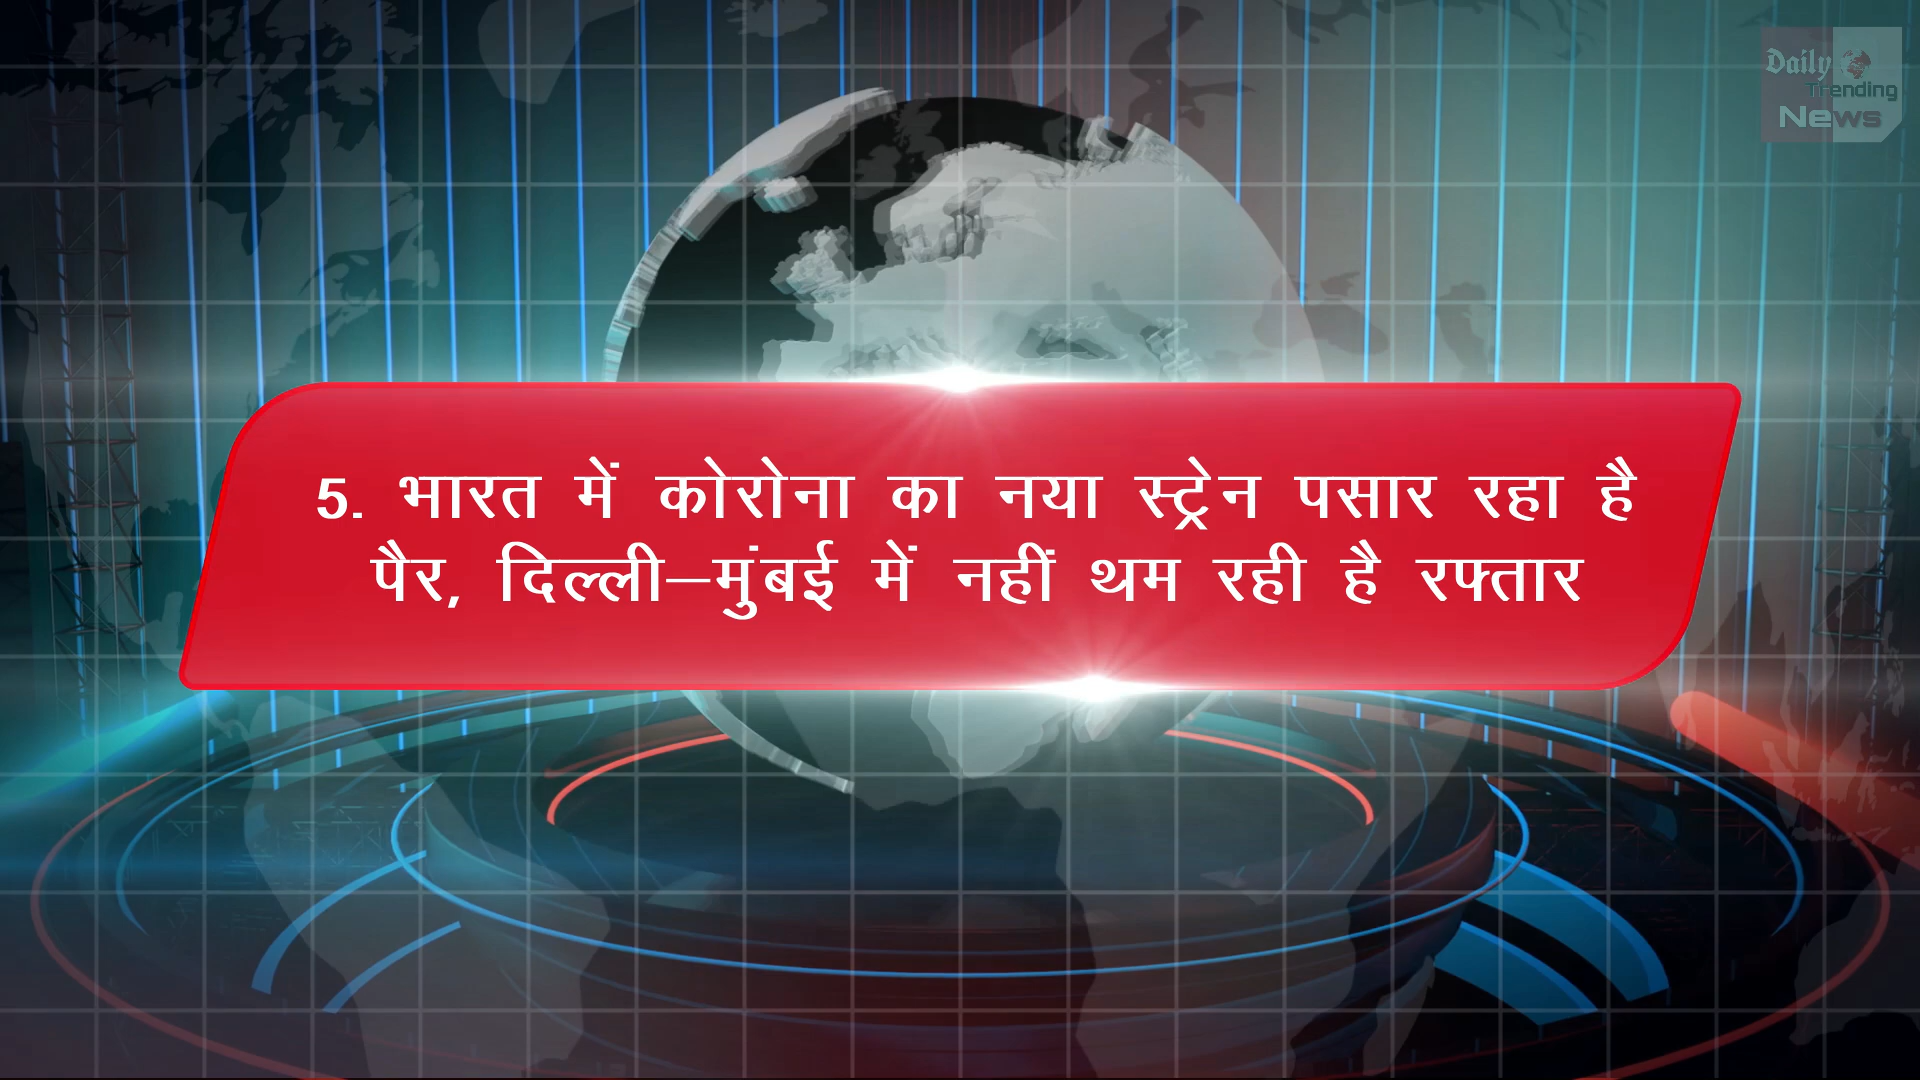 Daily
Trending
News
5. भारत में कोरोना का नया स्ट्रेन पसार रहा है
पैर, दिल्ली–मुंबई में नहीं थम रही है रफ्तार